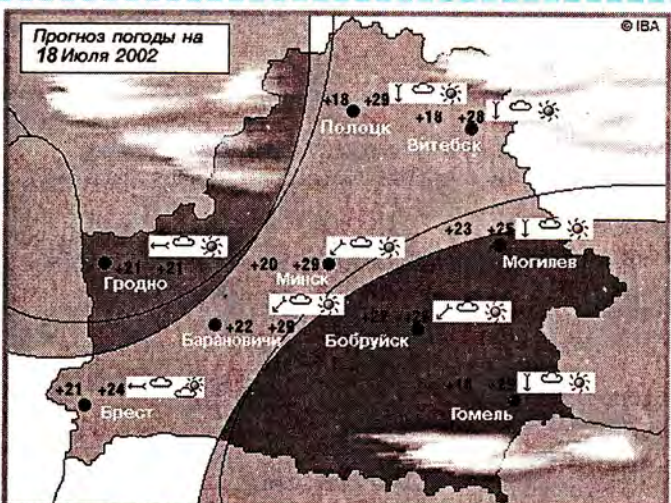 Прогноз погоды на
18 Июля 2002
© IBA
+18 +29
Полоцк
+18 +28
Витебск
+23 +25
Могилев
+21 +21
Гродно
+20 +29
Минск
+22 +29
Барановичи
Бобруйск
+21 +24
Брест
Гомель